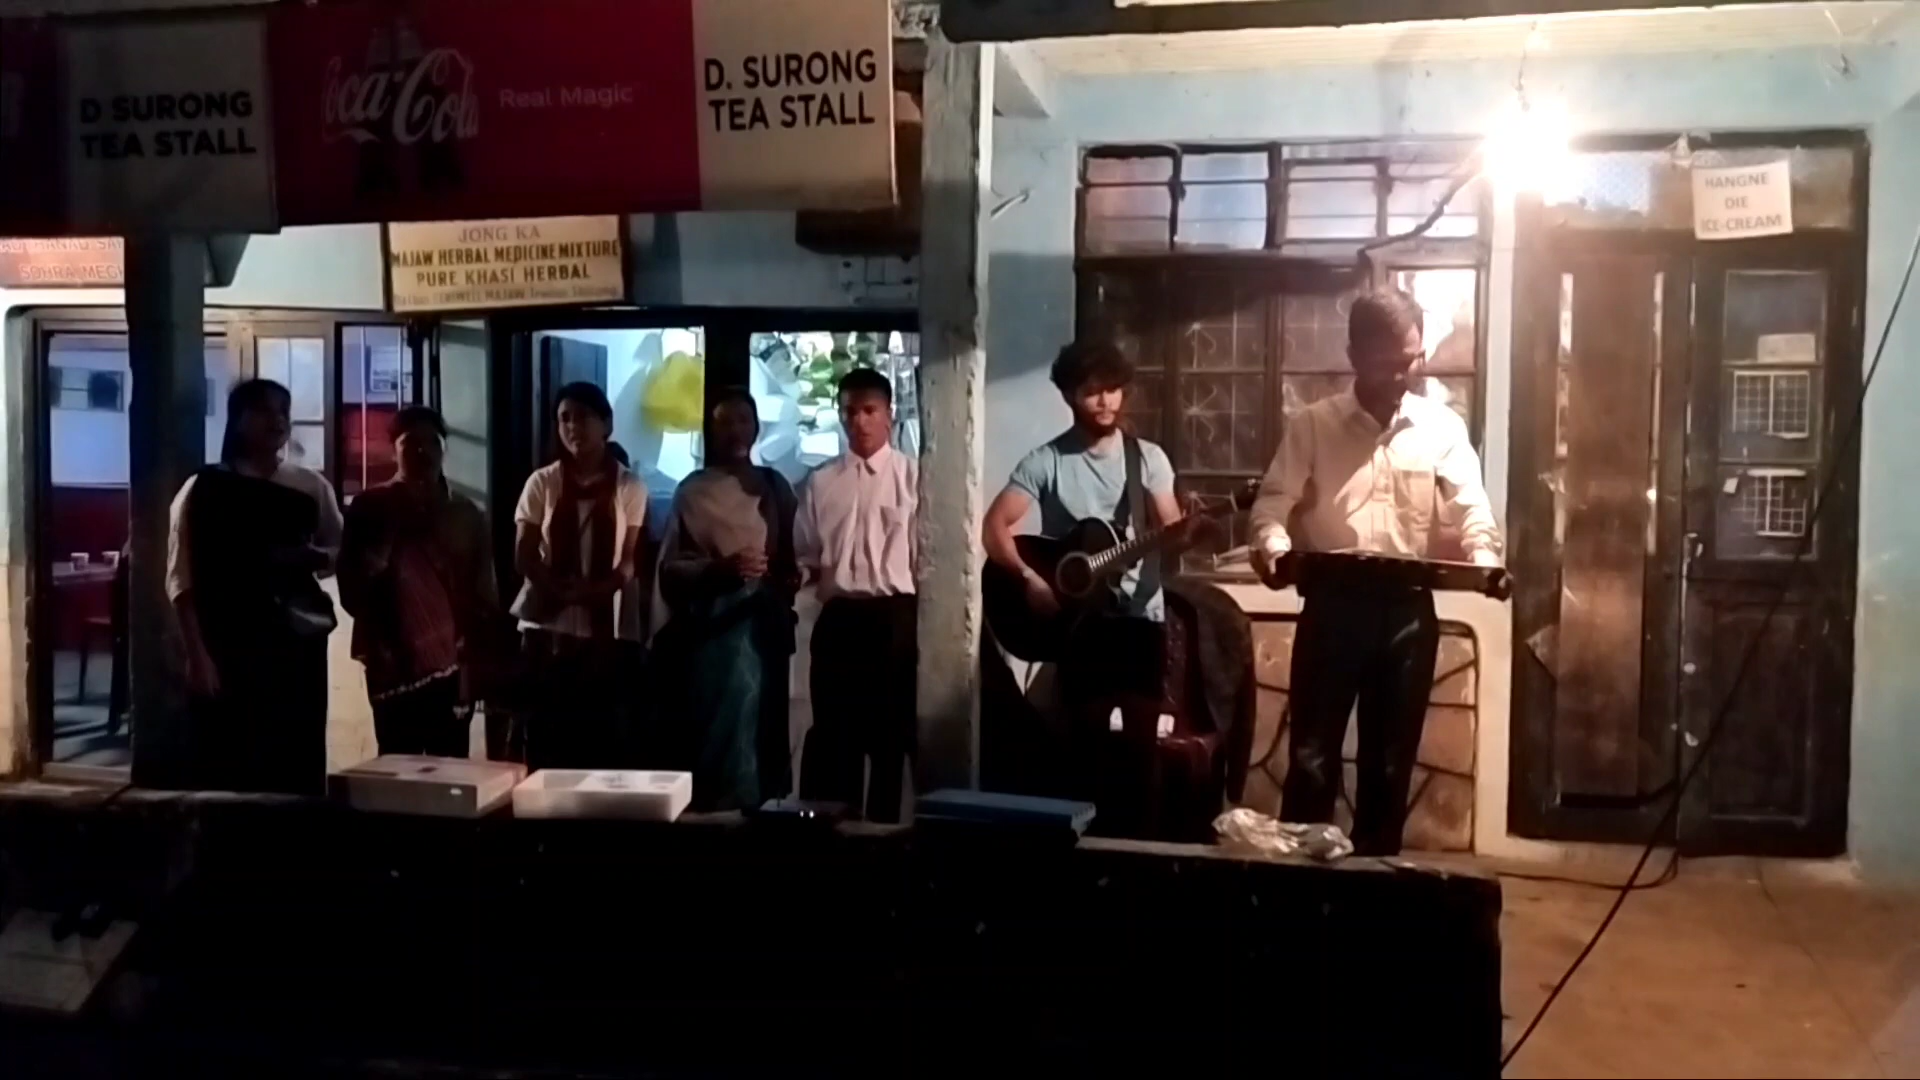 D SURONG
TEA STALL
Coca-Cola
Real Magic
D. SURONG
TEA STALL
JONG KA
MAJAW HERBAL MEDICINE MIXTURE
PURE KHASI HERBAL
SOHRA
HANGNE
DIE
ICE-CREAM